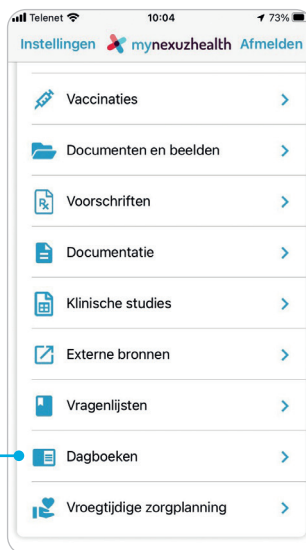 Telenet 10:04 73%
Instellingen mynexuzhealth Afmelden
Vaccinaties
Documenten en beelden
Rx Voorschriften
Documentatie
Klinische studies
Externe bronnen
Vragenlijsten
Dagboeken
Vroegtijdige zorgplanning